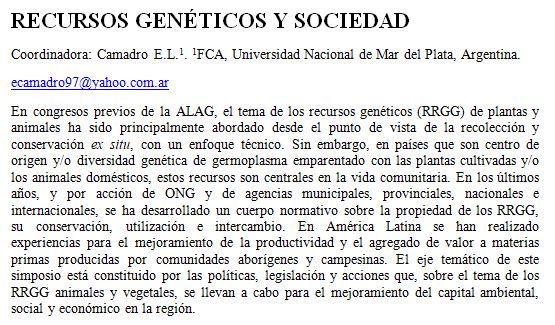 RECURSOS GENÉTICOS Y SOCIEDAD
Coordinadora: Camadro E.L.¹. ¹FCA, Universidad Nacional de Mar del Plata, Argentina.
ecamadro97@yahoo.com.ar
En congresos previos de la ALAG, el tema de los recursos genéticos (RRGG) de plantas y
animales ha sido principalmente abordado desde el punto de vista de la recolección y
conservación ex situ, con un enfoque técnico. Sin embargo, en países que son centro de
origen y/o diversidad genética de germoplasma emparentado con las plantas cultivadas y/o
los animales domésticos, estos recursos son centrales en la vida comunitaria. En los últimos
años, y por acción de ONG y de agencias municipales, provinciales, nacionales e
internacionales, se ha desarrollado un cuerpo normativo sobre la propiedad de los RRGG,
su conservación, utilización e intercambio. En América Latina se han realizado
experiencias para el mejoramiento de la productividad y el agregado de valor a materias
primas producidas por comunidades aborígenes y campesinas. El eje temático de este
simposio está constituido por las políticas, legislación y acciones que, sobre el tema de los
RRGG animales y vegetales, se llevan a cabo para el mejoramiento del capital ambiental,
social y económico en la región.